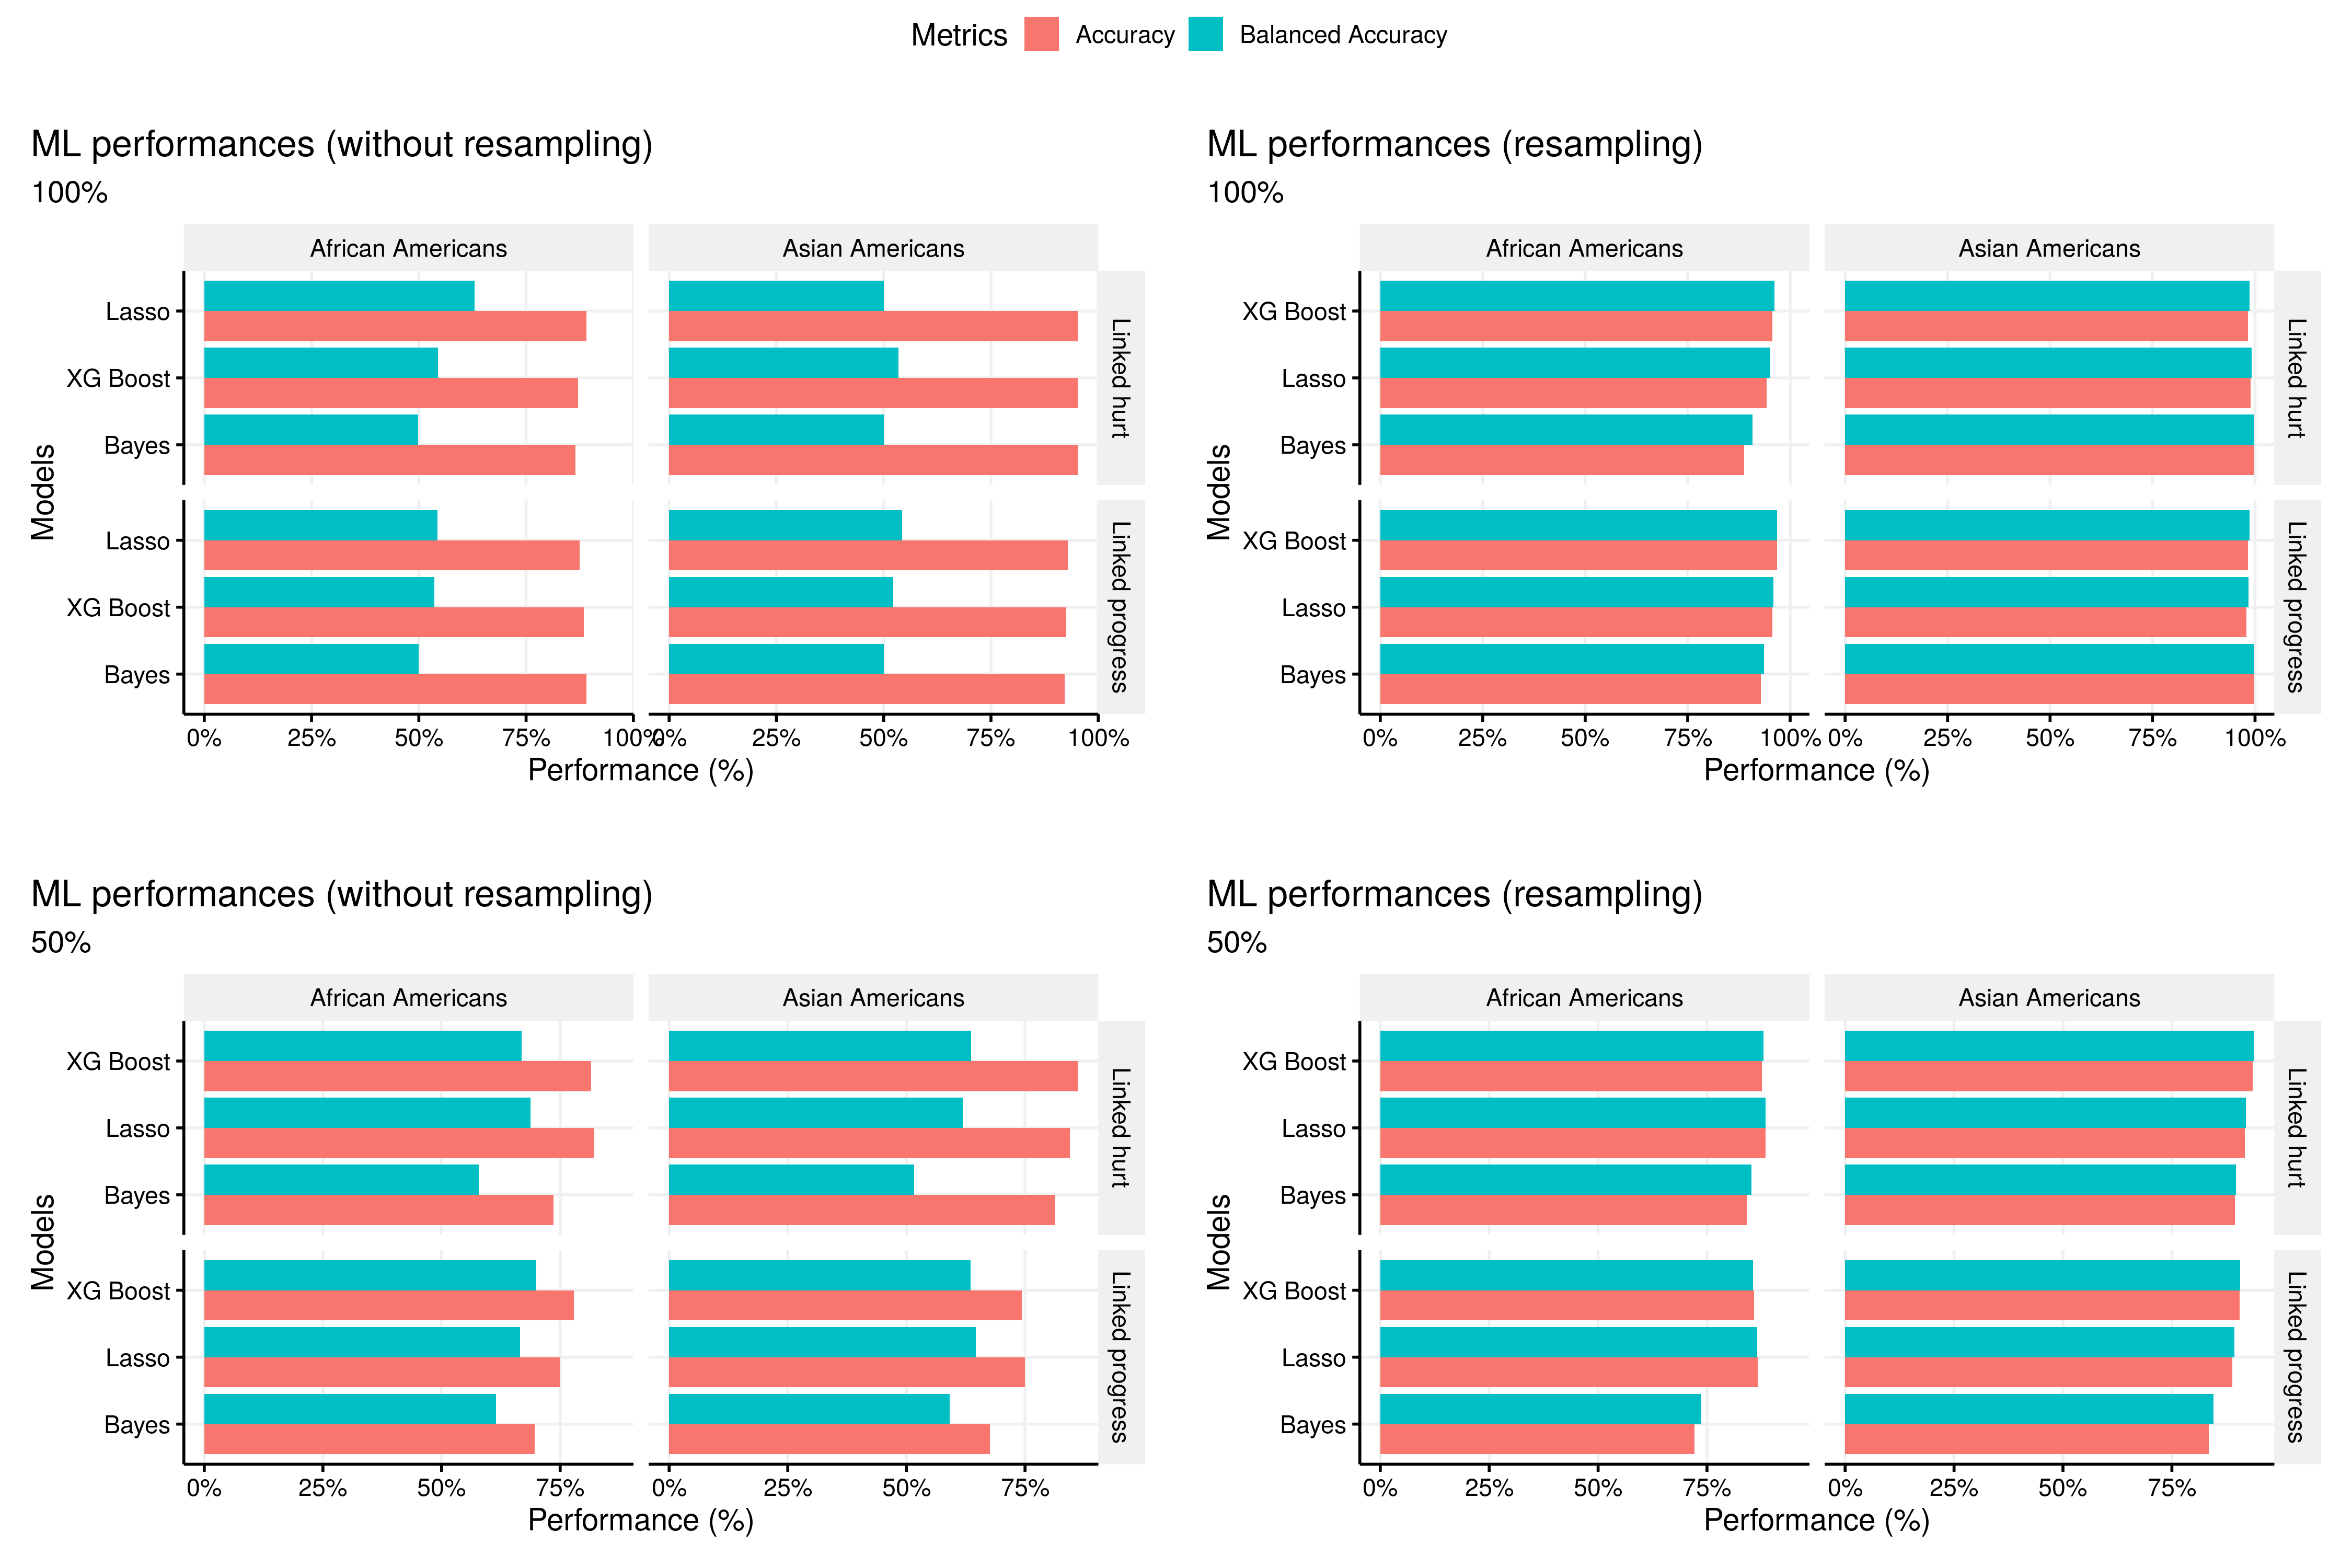 Metrics Accuracy Balanced Accuracy
ML performances (without resampling)
100%
African Americans Asian Americans
Lasso
XG Boost
Bayes
Linked hurt
Lasso
XG Boost
Bayes
Linked progress
Models
0% 25% 50% 75% 100% 0% 25% 50% 75% 100%
Performance (%)
ML performances (resampling)
100%
African Americans Asian Americans
XG Boost
Lasso
Bayes
Linked hurt
XG Boost
Lasso
Bayes
Linked progress
Models
0% 25% 50% 75% 100% 0% 25% 50% 75% 100%
Performance (%)
ML performances (without resampling)
50%
African Americans Asian Americans
XG Boost
Lasso
Bayes
Linked hurt
XG Boost
Lasso
Bayes
Linked progress
Models
0% 25% 50% 75% 0% 25% 50% 75%
Performance (%)
ML performances (resampling)
50%
African Americans Asian Americans
XG Boost
Lasso
Bayes
Linked hurt
XG Boost
Lasso
Bayes
Linked progress
Models
0% 25% 50% 75% 0% 25% 50% 75%
Performance (%)